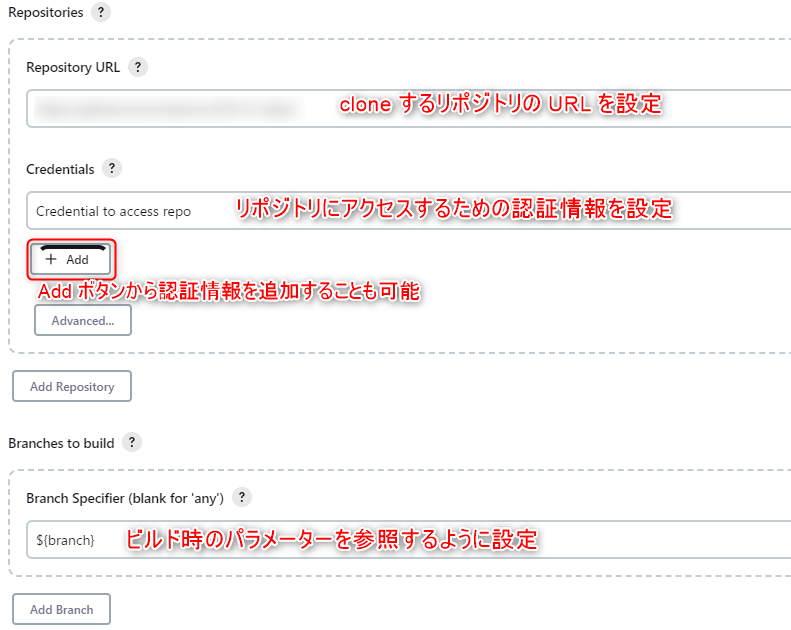 Repositories ?
Repository URL ?
clone するリポジトリの URL を設定
Credentials ?
Credential to access repo リポジトリにアクセスするための認証情報を設定
+ Add
Add ボタンから認証情報を追加することも可能
Advanced...
Add Repository
Branches to build ?
Branch Specifier (blank for 'any') ?
${branch} ビルド時のパラメーターを参照するように設定
Add Branch